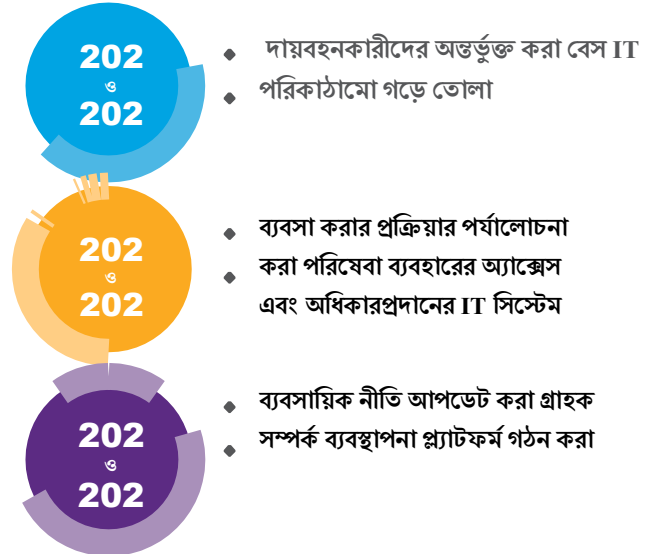 202
ও
202
দায়বহনকারীদের অন্তর্ভুক্ত করা বেস IT
পরিকাঠামো গড়ে তোলা
202
ও
202
ব্যবসা করার প্রক্রিয়ার পর্যালোচনা
করা পরিষেবা ব্যবহারের অ্যাক্সেস
এবং অধিকারপ্রদানের IT সিস্টেম
202
ও
202
ব্যবসায়িক নীতি আপডেট করা গ্রাহক
সম্পর্ক ব্যবস্থাপনা প্ল্যাটফর্ম গঠন করা